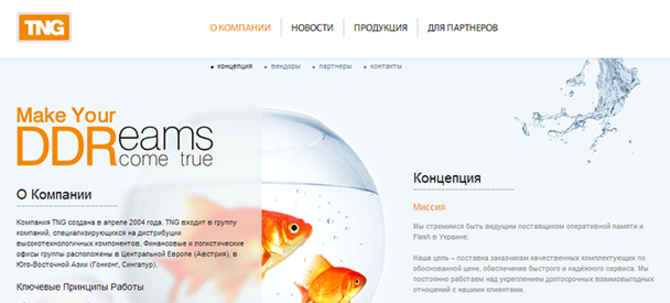 TNG
О КОМПАНИИ НОВОСТИ ПРОДУКЦИЯ ДЛЯ ПАРТНЕРОВ
концепция вендоры партнеры контакты
Make Your
DDReams
come true
О Компании
Компания TNG создана в апреле 2004 года. TNG входит в группу
компаний, специализирующихся на дистрибуции
высокотехнологичных компонентов. Финансовые и логистические
офисы группы расположены в Центральной Европе (Австрия), в
Юго-Восточной Азии (Гонконг, Сингапур).
Ключевые Принципы Работы
Концепция
Миссия
Мы стремимся быть ведущим поставщиком оперативной памяти и
Flash в Украине;
Наша цель – поставка заказчикам качественных комплектующих по
обоснованной цене, обеспечение быстрого и надёжного сервиса. Мы
постоянно работаем над укреплением долгосрочных взаимовыгодных
отношений с нашими клиентами.